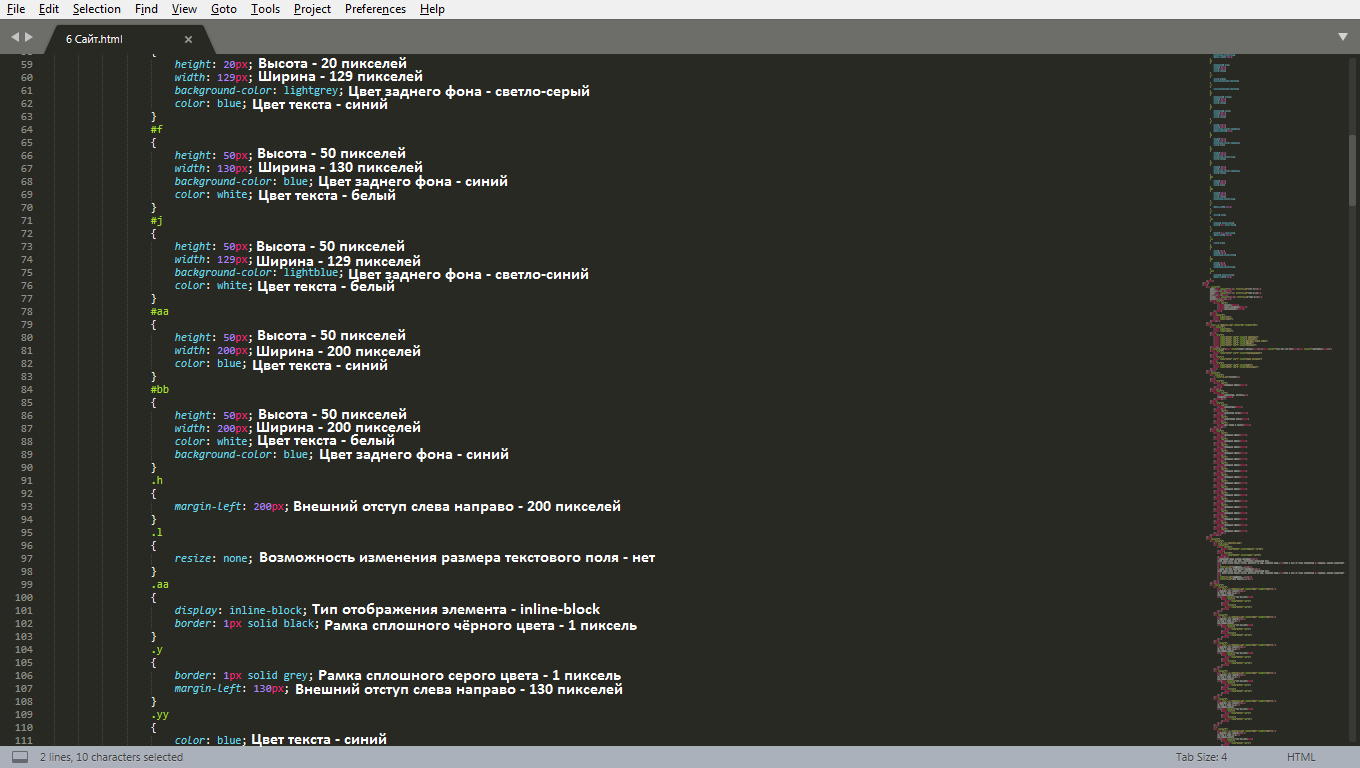 File Edit Selection Find View Goto Tools Project Preferences Help
6 Сайт.html
59 height: 20px; Высота - 20 пикселей
60 width: 129px; Ширина - 129 пикселей
61 background-color: lightgrey; Цвет заднего фона - светло-серый
62 color: blue; Цвет текста - синий
63 }
64 #f
65 {
66 height: 50px; Высота - 50 пикселей
67 width: 130px; Ширина - 130 пикселей
68 background-color: blue; Цвет заднего фона - синий
69 color: white; Цвет текста - белый
70 }
71 #j
72 {
73 height: 50px; Высота - 50 пикселей
74 width: 129px; Ширина - 129 пикселей
75 background-color: lightblue; Цвет заднего фона - светло-синий
76 color: white; Цвет текста - белый
77 }
78 #aa
79 {
80 height: 50px; Высота - 50 пикселей
81 width: 200px; Ширина - 200 пикселей
82 color: blue; Цвет текста - синий
83 }
84 #bb
85 {
86 height: 50px; Высота - 50 пикселей
87 width: 200px; Ширина - 200 пикселей
88 color: white; Цвет текста - белый
89 background-color: blue; Цвет заднего фона - синий
90 }
91 .h
92 {
93 margin-left: 200px; Внешний отступ слева направо - 200 пикселей
94 }
95 .l
96 {
97 resize: none; Возможность изменения размера текстового поля - нет
98 }
99 .aa
100 {
101 display: inline-block; Тип отображения элемента - inline-block
102 border: 1px solid black; Рамка сплошного чёрного цвета - 1 пиксель
103 }
104 .y
105 {
106 border: 1px solid grey; Рамка сплошного серого цвета - 1 пиксель
107 margin-left: 130px; Внешний отступ слева направо - 130 пикселей
108 }
109 .yy
110 {
111 color: blue; Цвет текста - синий
2 lines, 10 characters selected Tab Size: 4 HTML